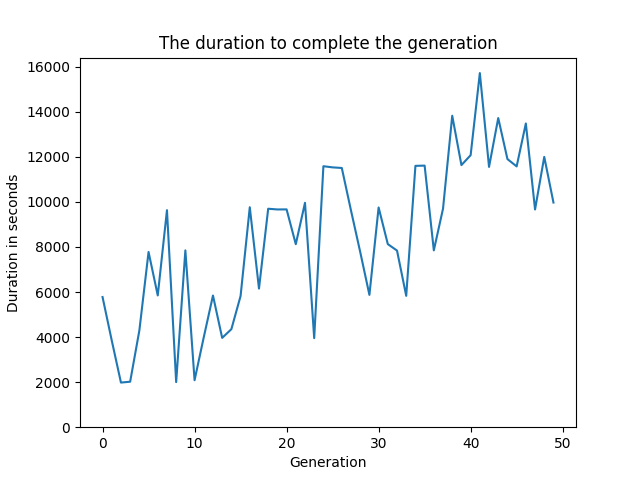 The duration to complete the generation
16000
14000
12000
10000
8000
6000
4000
2000
0
Duration in seconds
0 10 20 30 40 50
Generation